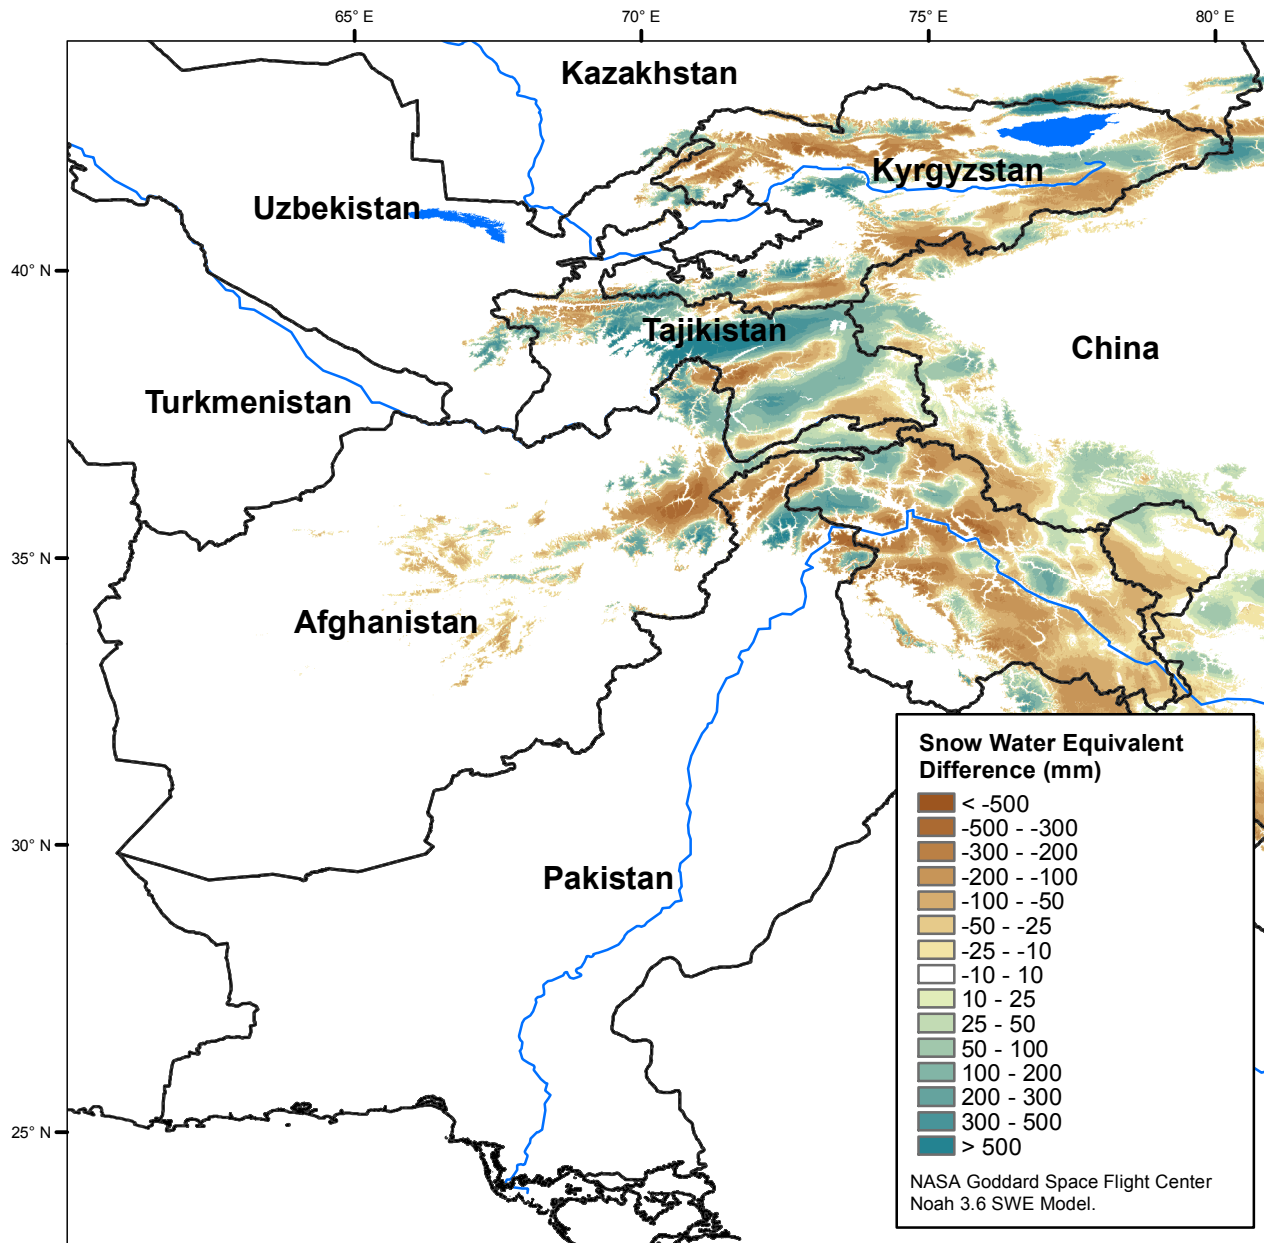 65° E
70° E
75° E
80° E
Kazakhstan
Kyrgyzstan
Uzbekistan
40° N
Tajikistan
China
Turkmenistan
35° N
Afghanistan
Snow Water Equivalent
Difference (mm)
< -500
-500 - -300
-300 - -200
-200 - -100
-100 - -50
-50 - -25
-25 - -10
-10 - 10
10 - 25
25 - 50
50 - 100
100 - 200
200 - 300
300 - 500
> 500
30° N
Pakistan
25° N
NASA Goddard Space Flight Center
Noah 3.6 SWE Model.